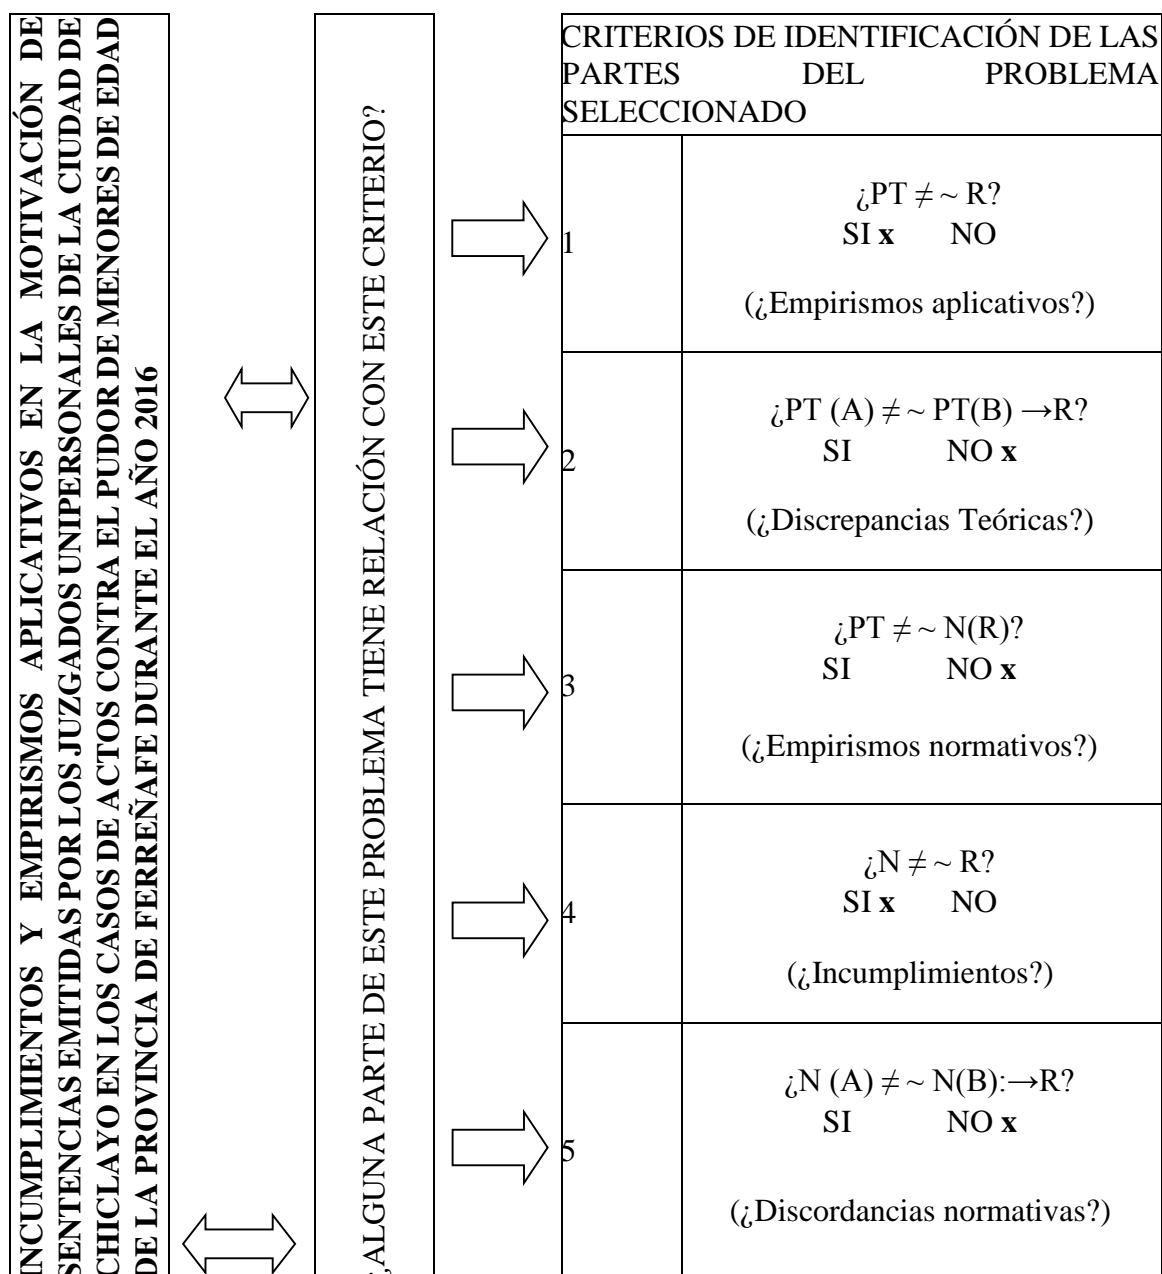 INCUMPLIMIENTOS Y EMPIRISMOS APLICATIVOS EN LA MOTIVACIÓN DE
SENTENCIAS EMITIDAS POR LOS JUZGADOS UNIPERSONALES DE LA CIUDAD DE
CHICLAYO EN LOS CASOS DE ACTOS CONTRA EL PUDOR DE MENORES DE EDAD
DE LA PROVINCIA DE FERREÑAFE DURANTE EL AÑO 2016
¿ALGUNA PARTE DE ESTE PROBLEMA TIENE RELACIÓN CON ESTE CRITERIO?
CRITERIOS DE IDENTIFICACIÓN DE LAS
PARTES DEL PROBLEMA
SELECCIONADO
1
¿PT ≠ ~ R?
SI x NO
(¿Empirismos aplicativos?)
2
¿PT (A) ≠ ~ PT(B) →R?
SI NO x
(¿Discrepancias Teóricas?)
3
¿PT ≠ ~ N(R)?
SI NO x
(¿Empirismos normativos?)
4
¿N ≠ ~ R?
SI x NO
(¿Incumplimientos?)
5
¿N (A) ≠ ~ N(B):→R?
SI NO x
(¿Discordancias normativas?)